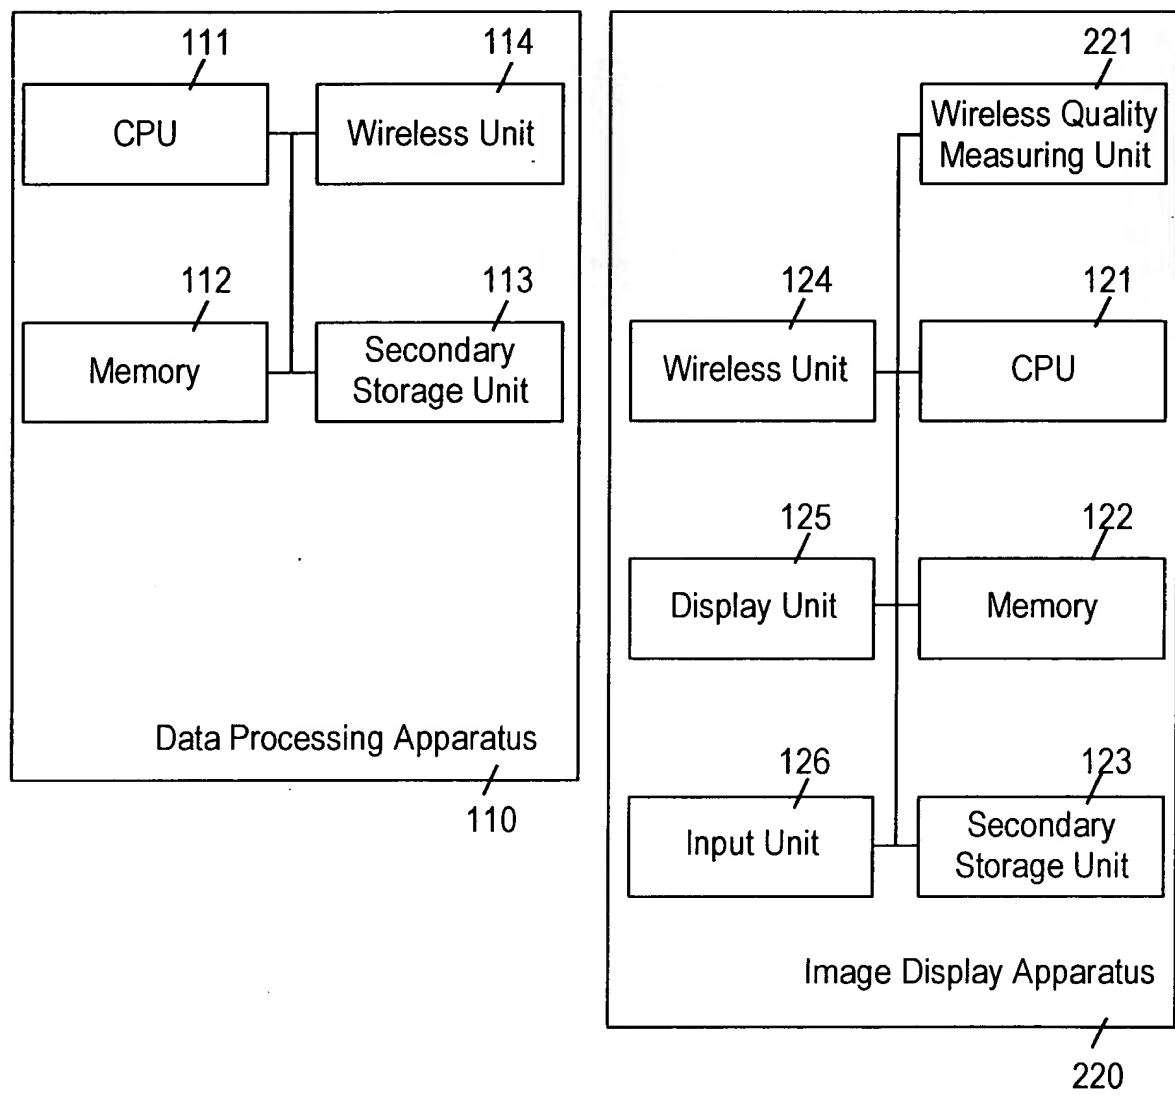 111
114
CPU
Wireless Unit
112
113
Memory
Secondary
Storage Unit
Data Processing Apparatus
110
221
Wireless Quality
Measuring Unit
124
121
Wireless Unit
CPU
125
122
Display Unit
Memory
126
123
Input Unit
Secondary
Storage Unit
Image Display Apparatus
220